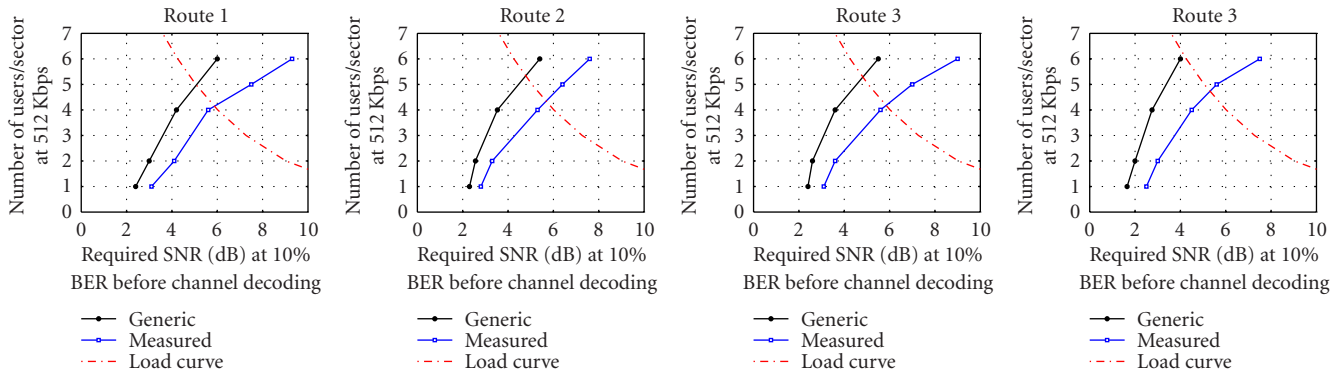 Route 1
Number of users/sector
at 512 Kbps
7
6
5
4
3
2
1
0
0 2 4 6 8 10
Required SNR (dB) at 10%
BER before channel decoding
Generic
Measured
Load curve
Route 2
Number of users/sector
at 512 Kbps
7
6
5
4
3
2
1
0
0 2 4 6 8 10
Required SNR (dB) at 10%
BER before channel decoding
Generic
Measured
Load curve
Route 3
Number of users/sector
at 512 Kbps
7
6
5
4
3
2
1
0
0 2 4 6 8 10
Required SNR (dB) at 10%
BER before channel decoding
Generic
Measured
Load curve
Route 3
Number of users/sector
at 512 Kbps
7
6
5
4
3
2
1
0
0 2 4 6 8 10
Required SNR (dB) at 10%
BER before channel decoding
Generic
Measured
Load curve